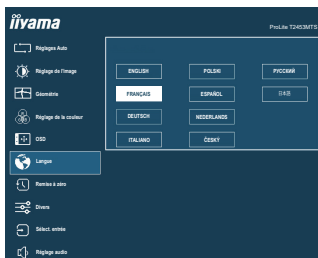 iiyama
ProLite T2453MTS
Réglages Auto
Réglage de l'image
Géométrie
Réglage de la couleur
OSD
Langue
Remise à zéro
Divers
Sélect. entrée
Réglage audio
ENGLISH POLSKI РУССКИЙ
FRANÇAIS ESPAÑOL 日本語
DEUTSCH NEDERLANDS
ITALIANO ČESKÝ